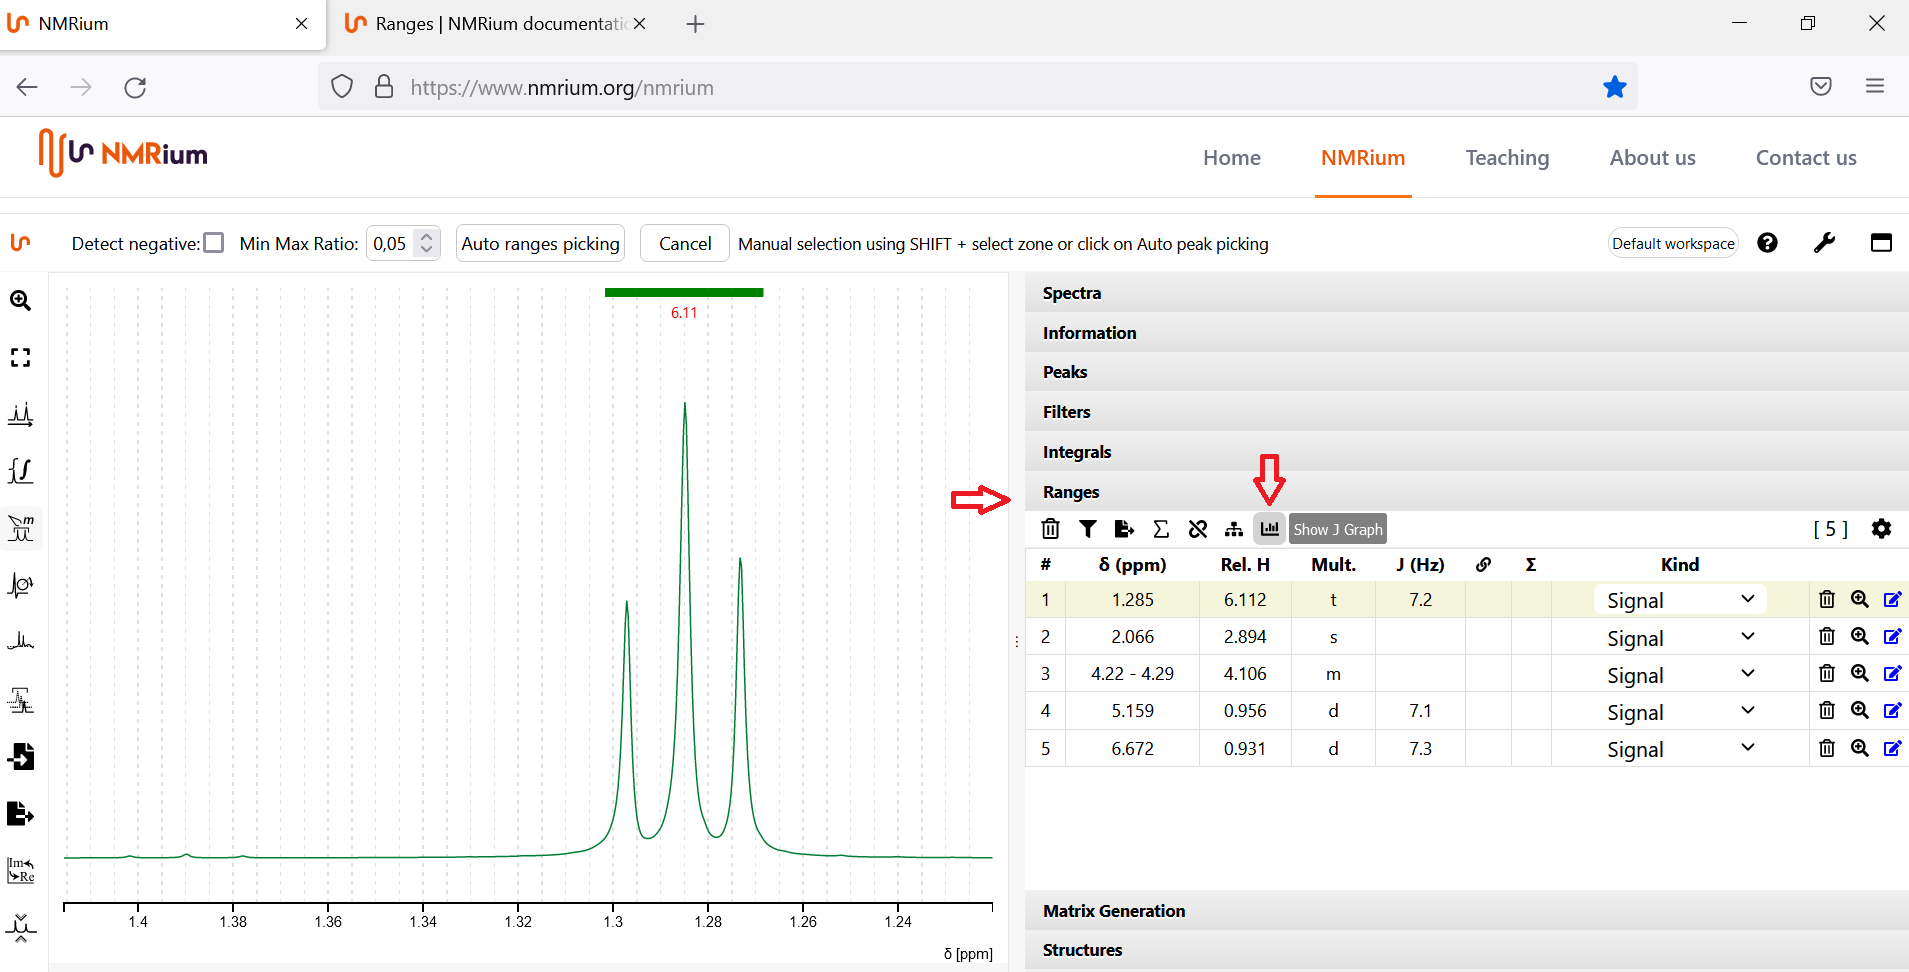 NMRium
Ranges | NMRium documentatio
https://www.nmrium.org/nmrium
NMRium
Home
NMRium
Teaching
About us
Contact us
Detect negative:
Min Max Ratio:
0,05
Auto ranges picking
Cancel
Manual selection using SHIFT + select zone or click on Auto peak picking
Default workspace
6.11
1.4 1.38 1.36 1.34 1.32 1.3 1.28 1.26 1.24
δ [ppm]
m
Im
Re
Spectra
Information
Peaks
Filters
Integrals
Ranges
Show J Graph
[ 5 ]
# δ (ppm) Rel. H Mult. J (Hz) Σ Kind
1 1.285 6.112 t 7.2 Signal
2 2.066 2.894 s Signal
3 4.22 - 4.29 4.106 m Signal
4 5.159 0.956 d 7.1 Signal
5 6.672 0.931 d 7.3 Signal
Matrix Generation
Structures